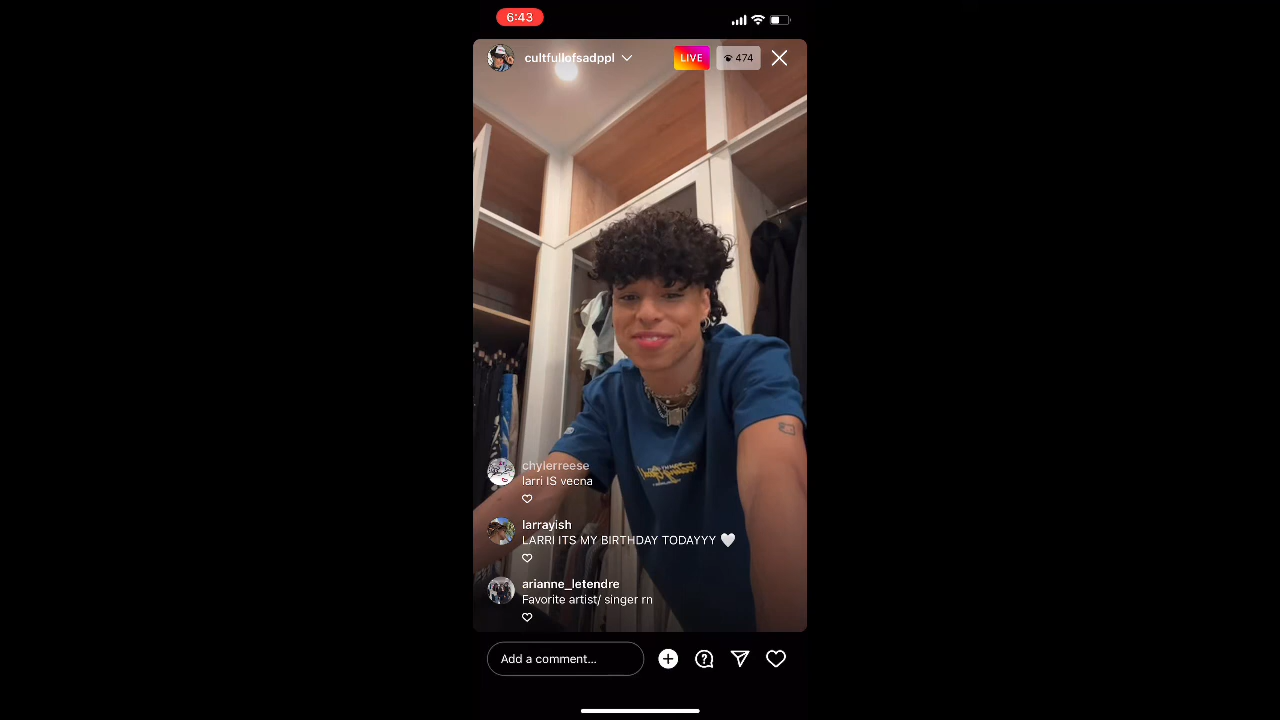 6:43
cultfullofsadppl
LIVE
474
chylerreese
larri IS vecna
larrayish
LARRI ITS MY BIRTHDAY TODAYYY 🤍
arianne_letendre
Favorite artist/ singer rn
Add a comment...